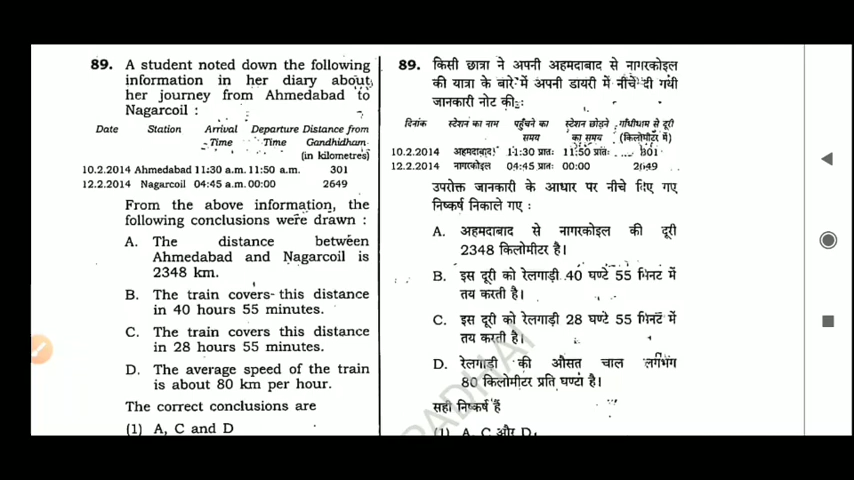 89. A student noted down the following
information in her diary about
her journey from Ahmedabad to
Nagarcoil :
Date Station Arrival Departure Distance from
Time Time Gandhidham
(in kilometres)
10.2.2014 Ahmedabad 11:30 a.m. 11:50 a.m. 301
12.2.2014 Nagarcoil 04:45 a.m. 00:00 2649
From the above information, the
following conclusions were drawn :
A. The distance between
Ahmedabad and Nagarcoil is
2348 km.
B. The train covers this distance
in 40 hours 55 minutes.
C. The train covers this distance
in 28 hours 55 minutes.
D. The average speed of the train
is about 80 km per hour.
The correct conclusions are
(1) A, C and D
89. किसी छात्रा ने अपनी अहमदाबाद से नागरकोइल
की यात्रा के बारे में अपनी डायरी में नीचे दी गयी
जानकारी नोट की :
दिनांक स्टेशन का नाम पहुँचने का स्टेशन छोड़ने गाँधीधाम से दूरी
समय का समय (किलोमीटर में)
10.2.2014 अहमदाबाद 11:30 प्रातः 11:50 प्रातः 301
12.2.2014 नागरकोइल 04:45 प्रातः 00:00 2649
उपरोक्त जानकारी के आधार पर नीचे दिए गए
निष्कर्ष निकाले गए :
A. अहमदाबाद से नागरकोइल की दूरी
2348 किलोमीटर है।
B. इस दूरी को रेलगाड़ी 40 घण्टे 55 मिनट में
तय करती है।
C. इस दूरी को रेलगाड़ी 28 घण्टे 55 मिनट में
तय करती है।
D. रेलगाड़ी की औसत चाल लगभग
80 किलोमीटर प्रति घण्टा है।
सही निष्कर्ष हैं
(1) A, C और D
PADHAI